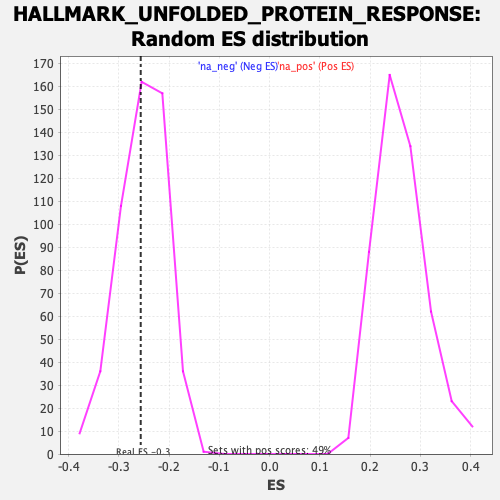 HALLMARK_UNFOLDED_PROTEIN_RESPONSE:
Random ES distribution
'na_neg' (Neg ES)'na_pos' (Pos ES)
170
160
150
140
130
120
110
100
90
80
70
60
50
40
30
20
10
0
P(ES)
Real ES -0.3
Sets with pos scores: 49%
-0.4 -0.3 -0.2 -0.1 0.0 0.1 0.2 0.3 0.4
ES